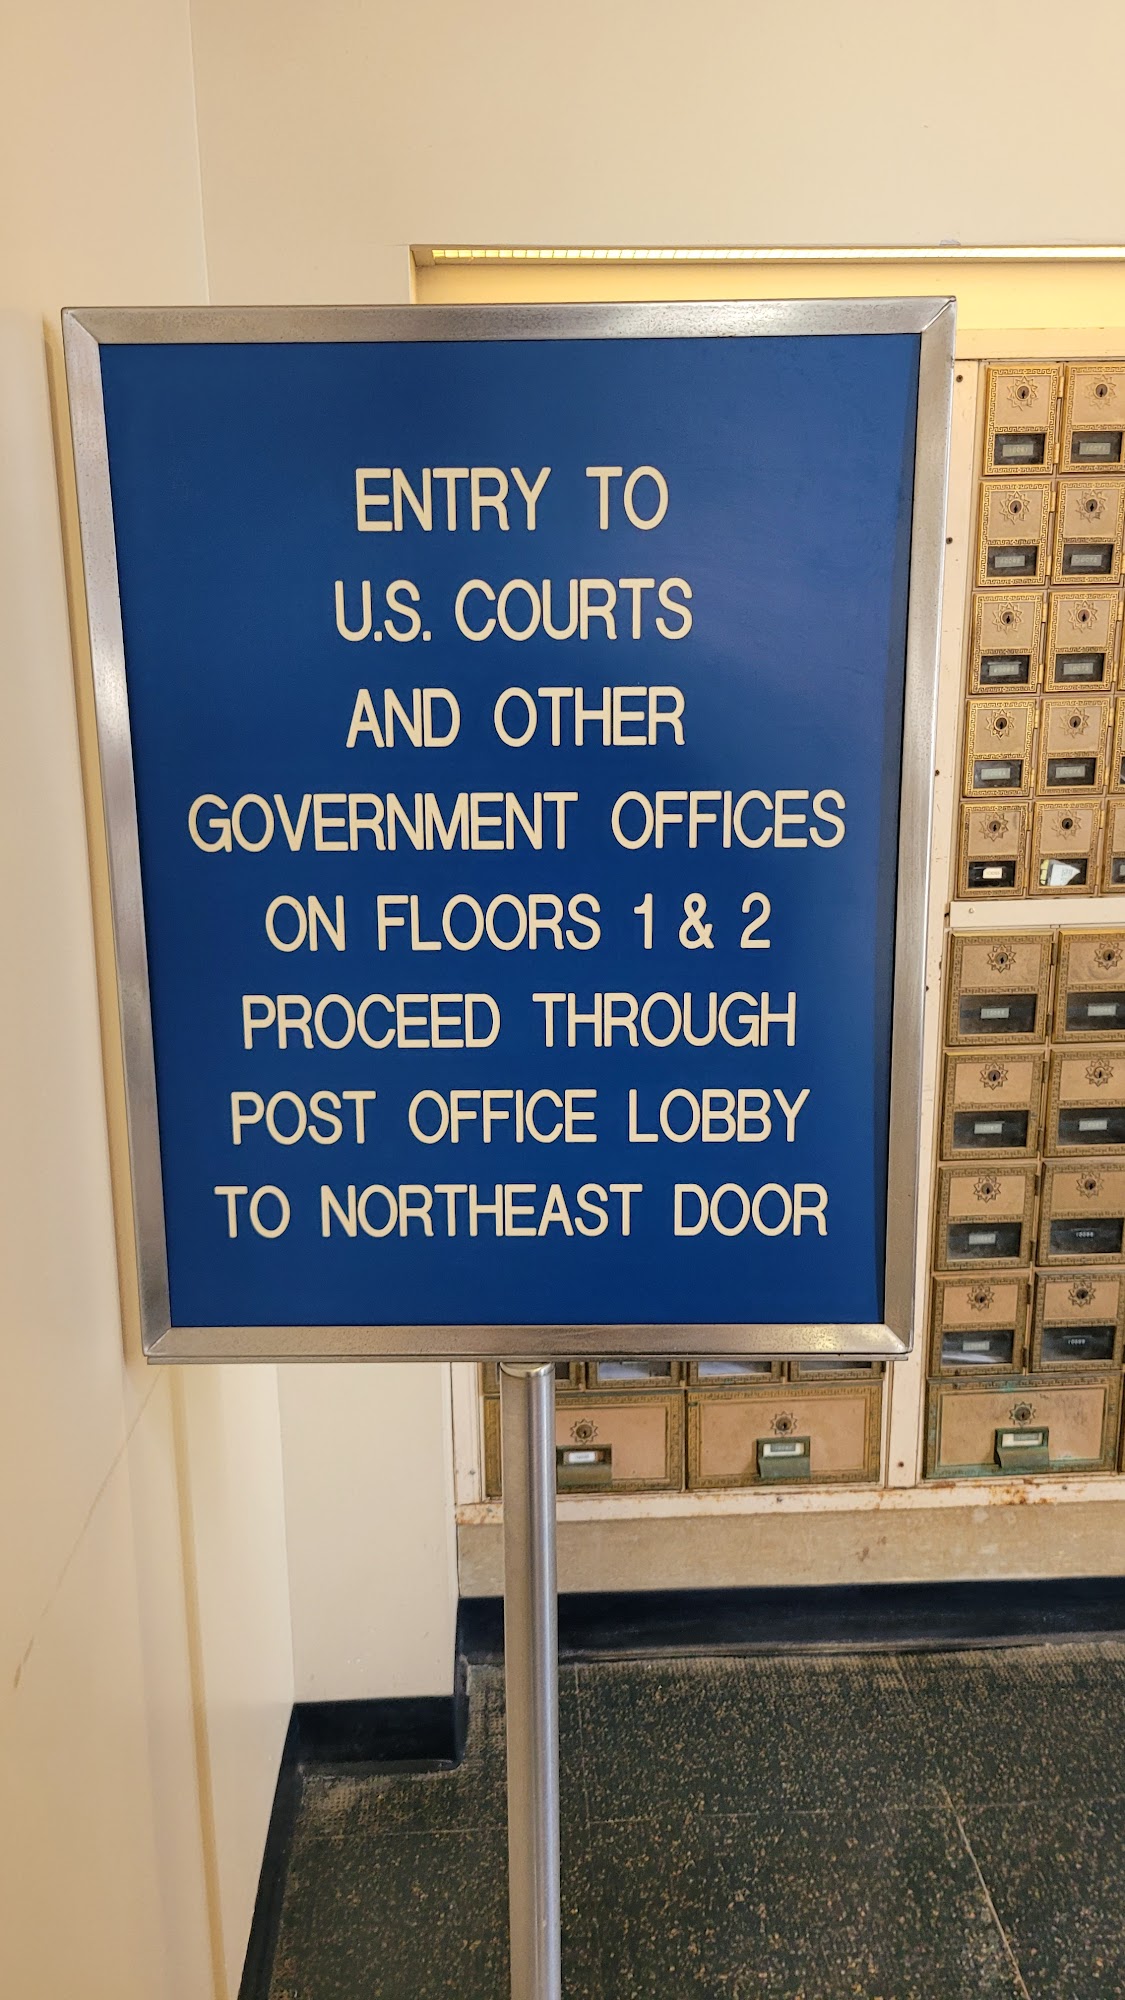 ENTRY TO
U.S. COURTS
AND OTHER
GOVERNMENT OFFICES
ON FLOORS 1 & 2
PROCEED THROUGH
POST OFFICE LOBBY
TO NORTHEAST DOOR